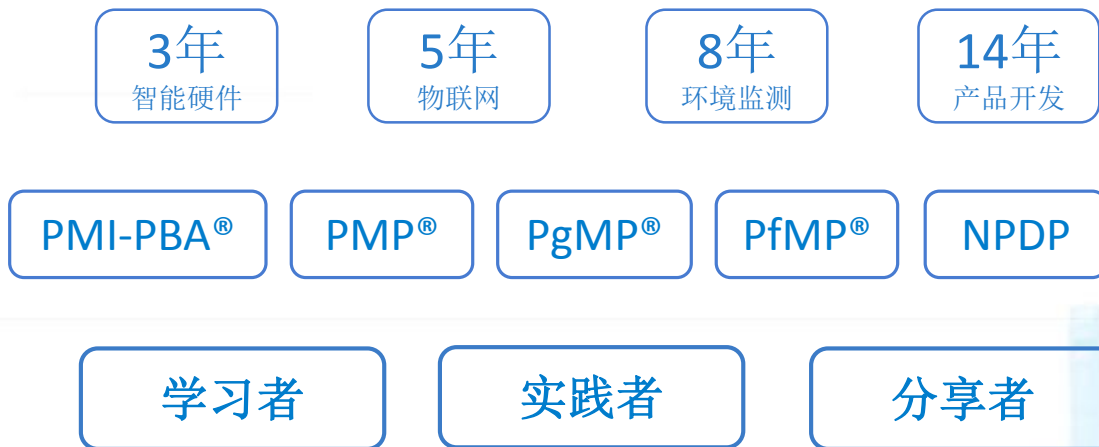 3年
智能硬件
5年
物联网
8年
环境监测
14年
产品开发
PMI-PBA®
PMP®
PgMP®
PfMP®
NPDP
学习者
实践者
分享者